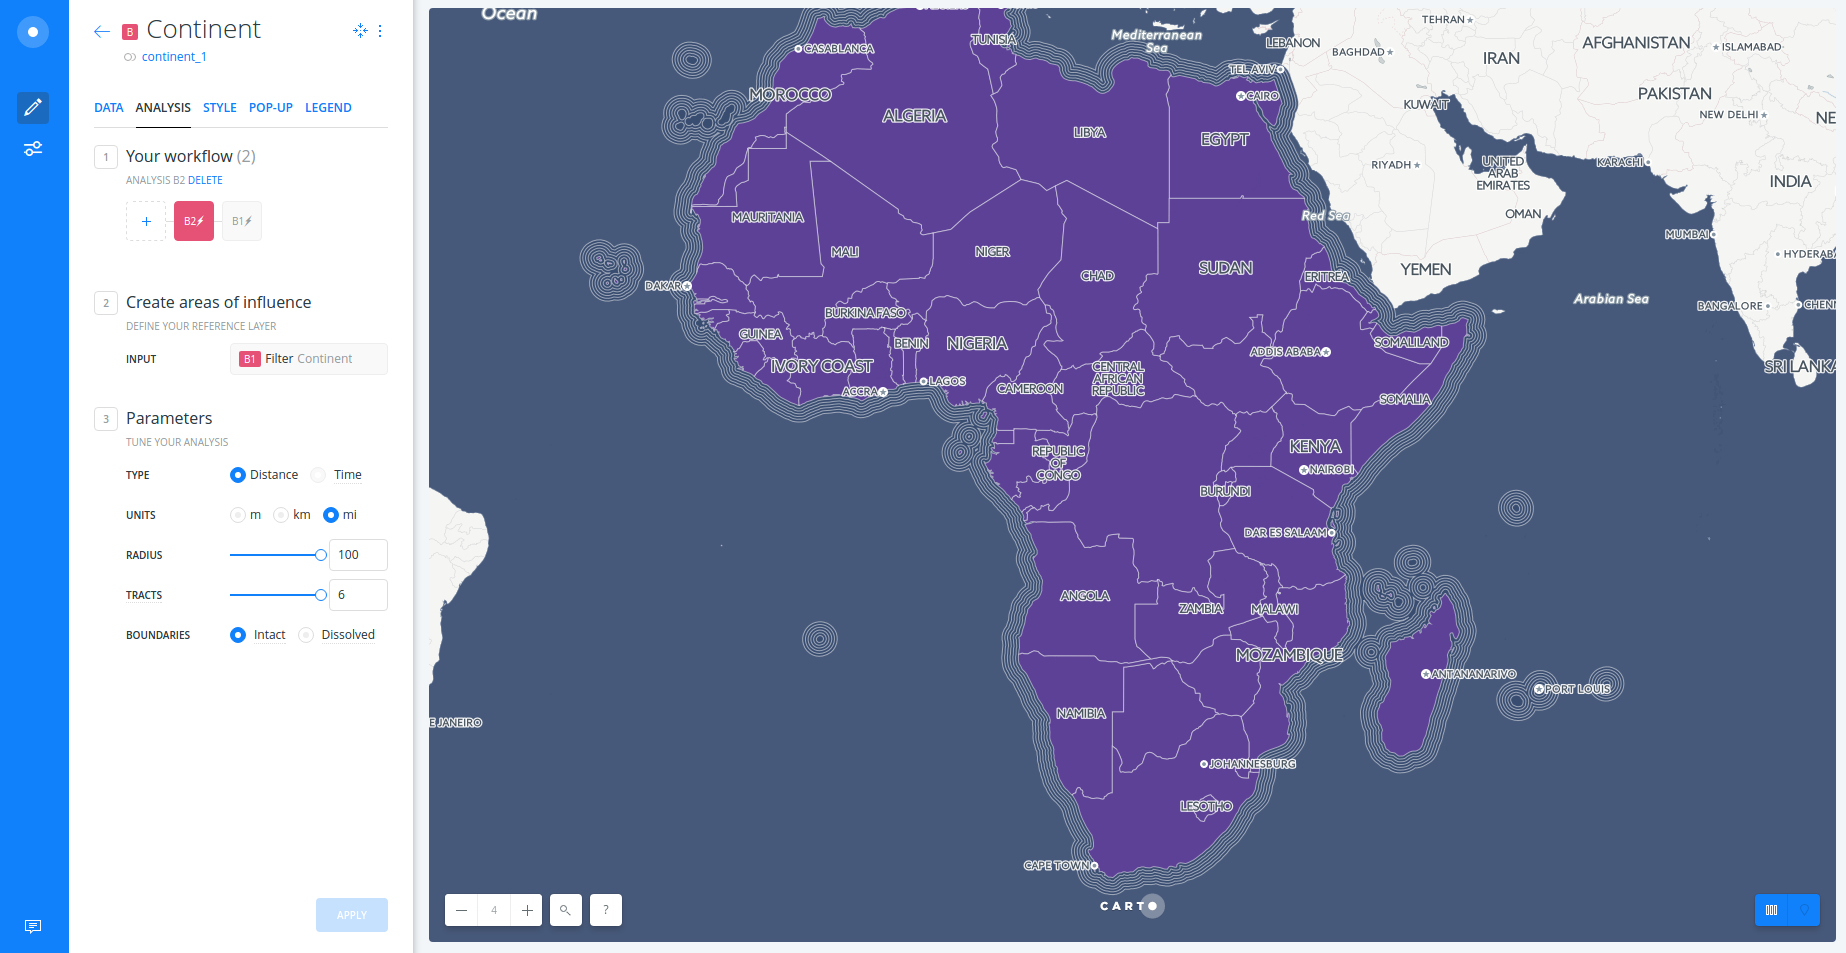 B Continent
continent_1
DATA ANALYSIS STYLE POP-UP LEGEND
1 Your workflow (2)
ANALYSIS B2 DELETE
+ B2 B1
2 Create areas of influence
DEFINE YOUR REFERENCE LAYER
INPUT B1 Filter Continent
3 Parameters
TUNE YOUR ANALYSIS
TYPE Distance Time
UNITS m km mi
RADIUS 100
TRACTS 6
BOUNDARIES Intact Dissolved
APPLY
Ocean
TEHRAN
Mediterranean
Sea
TUNISIA
LEBANON
AFGHANISTAN
ISLAMABAD
CASABLANCA
BAGHDAD
IRAN
TEL AVIV
MOROCCO
CAIRO
KUWAIT
PAKISTAN
ALGERIA
NEW DELHI
NE
LIBYA
EGYPT
RIYADH
UNITED
ARAB
EMIRATES
KARACHI
INDIA
MAURITANIA
Red Sea
OMAN
MUMBAI
MALI
NIGER
HYDERAB
CHAD
SUDAN
ERITREA
YEMEN
DAKAR
Arabian Sea
BANGALORE
CHEN
BURKINA FASO
GUINEA
BENIN
NIGERIA
SOMALILAND
ADDIS ABABA
IVORY COAST
CENTRAL
AFRICAN
REPUBLIC
SRI LANKA
LAGOS
ACCRA
CAMEROON
SOMALIA
KENYA
REPUBLIC
OF
CONGO
NAIROBI
BURUNDI
DAR ES SALAAM
ANGOLA
ZAMBIA
MALAWI
MOZAMBIQUE
ANTANANARIVO
PORT LOUIS
NAMIBIA
E JANEIRO
JOHANNESBURG
LESOTHO
CAPE TOWN
4
?
CARTO